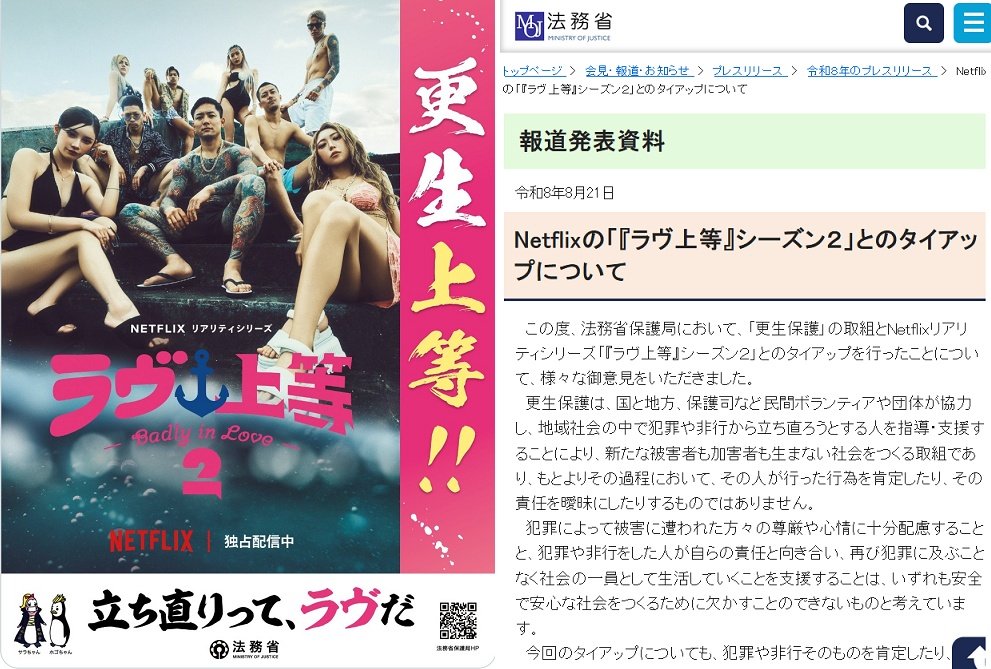 更生上等!!
NETFLIX リアリティシリーズ
ラヴ上等
Badly in Love
2
NETFLIX | 独占配信中
立ち直りって、ラヴだ
サラちゃん
ホゴちゃん
法務省
MINISTRY OF JUSTICE
法務省保護局HP
MOJ 法務省
MINISTRY OF JUSTICE
トップページ > 会見・報道・お知らせ > プレスリリース > 令和8年のプレスリリース > Netflix
の「『ラヴ上等』シーズン2」とのタイアップについて
報道発表資料
令和8年8月21日
Netflixの「『ラヴ上等』シーズン２」とのタイアッ
プについて
この度、法務省保護局において、「更生保護」の取組とNetflixリアリ
ティシリーズ「『ラヴ上等』シーズン２」とのタイアップを行ったことについ
て、様々な御意見をいただきました。
更生保護は、国と地方、保護司など民間ボランティアや団体が協力
し、地域社会の中で犯罪や非行から立ち直ろうとする人を指導・支援す
ることにより、新たな被害者も加害者も生まない社会をつくる取組であ
り、もとよりその過程において、その人が行った行為を肯定したり、その
責任を曖昧にしたりするものではありません。
犯罪によって被害に遭われた方々の尊厳や心情に十分配慮すること
と、犯罪や非行をした人が自らの責任と向き合い、再び犯罪に及ぶこと
なく社会の一員として生活していくことを支援することは、いずれも安全
で安心な社会をつくるために欠かすことのできないものと考えていま
す。
今回のタイアップについても、犯罪や非行そのものを肯定したり、